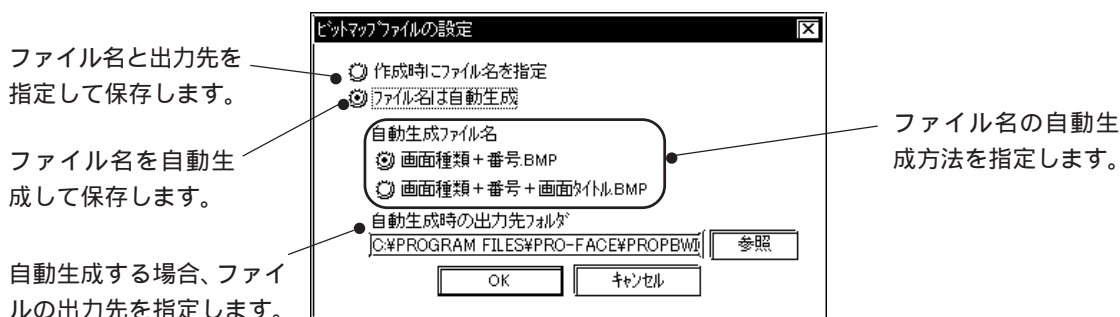 ビットマップファイルの設定
ファイル名と出力先を
指定して保存します。
作成時にファイル名を指定
ファイル名は自動生成
ファイル名を自動生
成して保存します。
自動生成ファイル名
画面種類+番号.BMP
画面種類+番号+画面タイトル.BMP
ファイル名の自動生
成方法を指定します。
自動生成時の出力先フォルダ
C:¥PROGRAM FILES¥PRO-FACE¥PROPBWI
参照
自動生成する場合、ファイ
ルの出力先を指定します。
OK
キャンセル